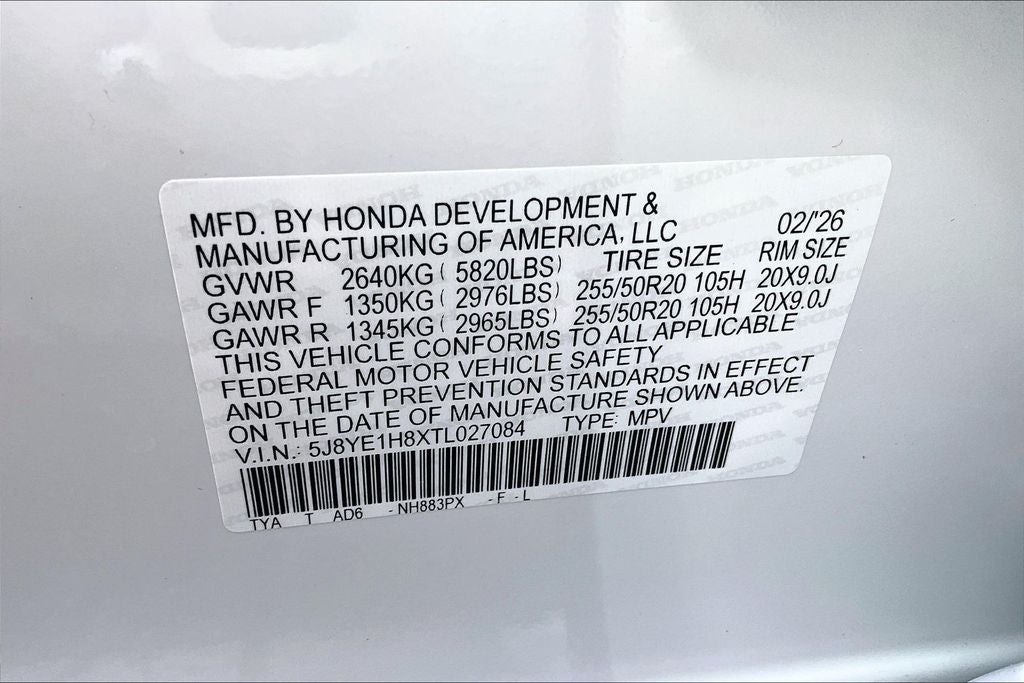 MFD. BY HONDA DEVELOPMENT &
MANUFACTURING OF AMERICA, LLC 02/'26
GVWR 2640KG ( 5820LBS) TIRE SIZE RIM SIZE
GAWR F 1350KG ( 2976LBS) 255/50R20 105H 20X9.0J
GAWR R 1345KG ( 2965LBS) 255/50R20 105H 20X9.0J
THIS VEHICLE CONFORMS TO ALL APPLICABLE
FEDERAL MOTOR VEHICLE SAFETY
AND THEFT PREVENTION STANDARDS IN EFFECT
ON THE DATE OF MANUFACTURE SHOWN ABOVE.
V.I.N.: 5J8YE1H8XTL027084 TYPE: MPV
TYA T AD6 -NH883PX -F -L